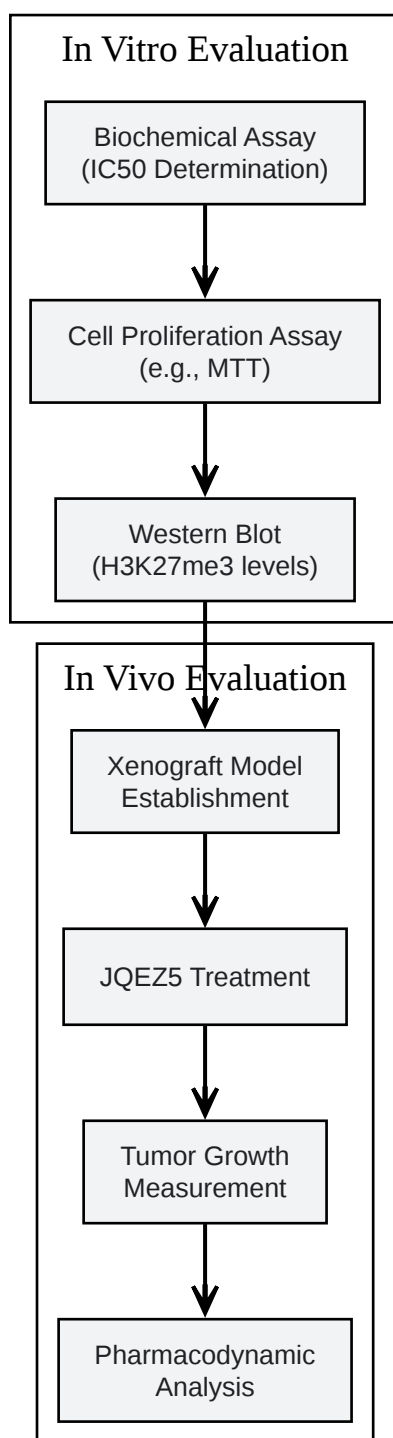 In Vitro Evaluation
Biochemical Assay
(IC50 Determination)
Cell Proliferation Assay
(e.g., MTT)
Western Blot
(H3K27me3 levels)
In Vivo Evaluation
Xenograft Model
Establishment
JQEZ5 Treatment
Tumor Growth
Measurement
Pharmacodynamic
Analysis